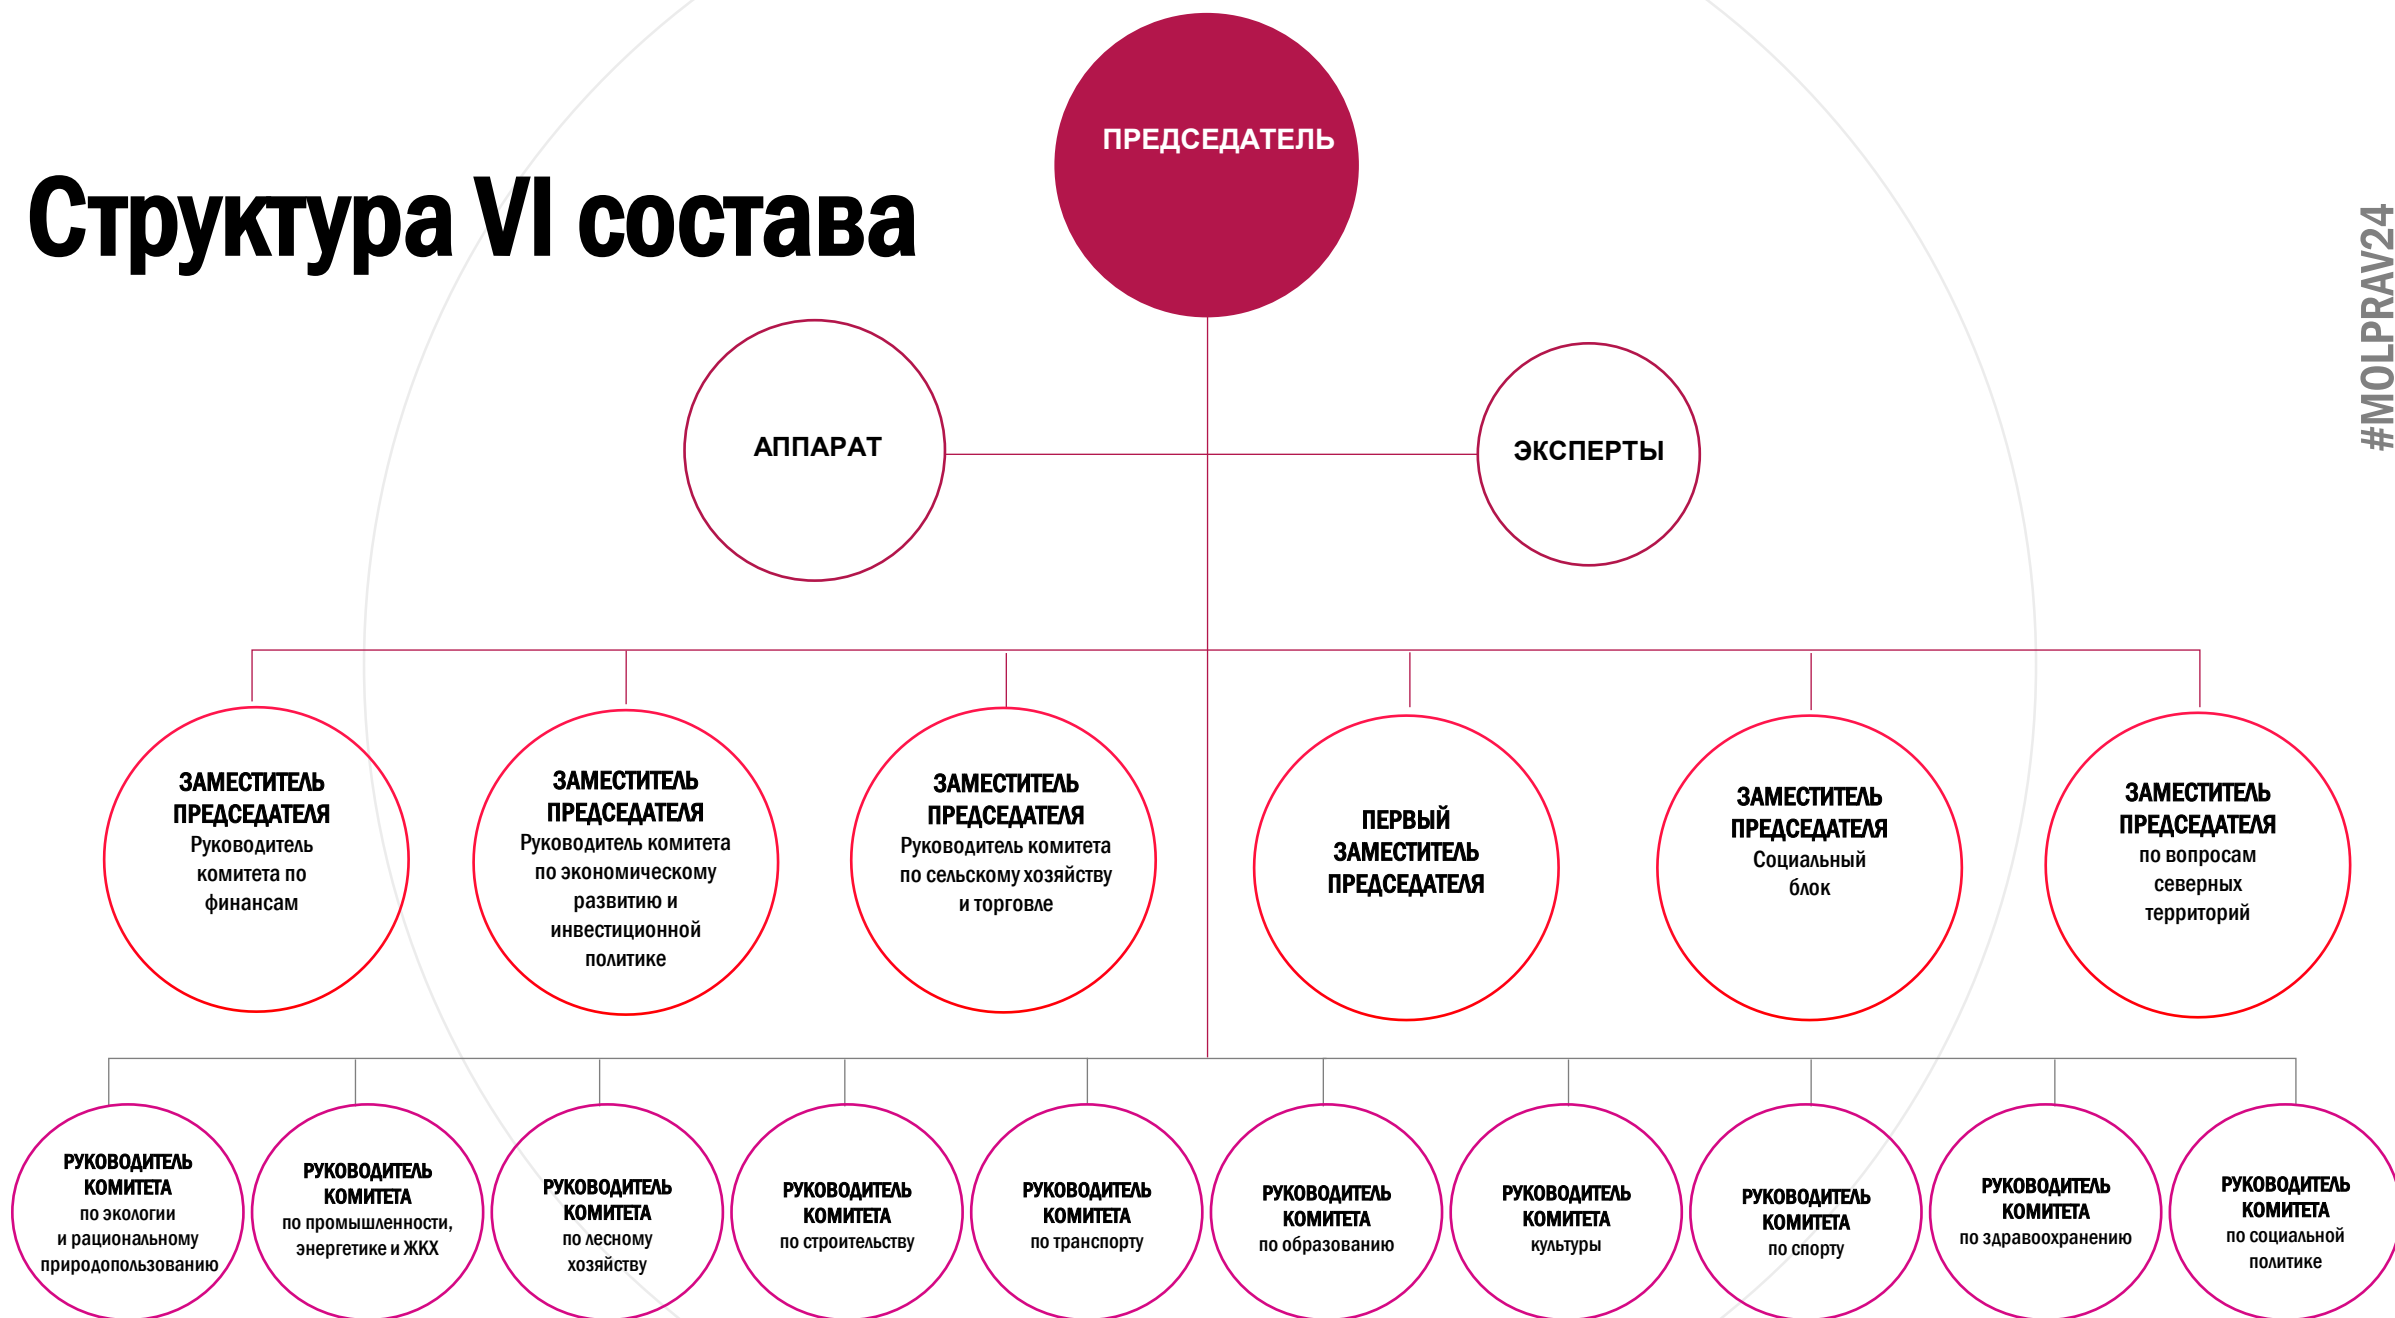 ПРЕДСЕДАТЕЛЬ
Структура VI состава
#MOLPRAV24
АППАРАТ
ЭКСПЕРТЫ
ЗАМЕСТИТЕЛЬ
ПРЕДСЕДАТЕЛЯ
Руководитель
комитета по
финансам
ЗАМЕСТИТЕЛЬ
ПРЕДСЕДАТЕЛЯ
Руководитель комитета
по экономическому
развитию и
инвестиционной
политике
ЗАМЕСТИТЕЛЬ
ПРЕДСЕДАТЕЛЯ
Руководитель комитета
по сельскому хозяйству
и торговле
ПЕРВЫЙ
ЗАМЕСТИТЕЛЬ
ПРЕДСЕДАТЕЛЯ
ЗАМЕСТИТЕЛЬ
ПРЕДСЕДАТЕЛЯ
Социальный
блок
ЗАМЕСТИТЕЛЬ
ПРЕДСЕДАТЕЛЯ
по вопросам
северных
территорий
РУКОВОДИТЕЛЬ
КОМИТЕТА
по экологии
и рациональному
природопользованию
РУКОВОДИТЕЛЬ
КОМИТЕТА
по промышленности,
энергетике и ЖКХ
РУКОВОДИТЕЛЬ
КОМИТЕТА
по лесному
хозяйству
РУКОВОДИТЕЛЬ
КОМИТЕТА
по строительству
РУКОВОДИТЕЛЬ
КОМИТЕТА
по транспорту
РУКОВОДИТЕЛЬ
КОМИТЕТА
по образованию
РУКОВОДИТЕЛЬ
КОМИТЕТА
культуры
РУКОВОДИТЕЛЬ
КОМИТЕТА
по спорту
РУКОВОДИТЕЛЬ
КОМИТЕТА
по здравоохранению
РУКОВОДИТЕЛЬ
КОМИТЕТА
по социальной
политике